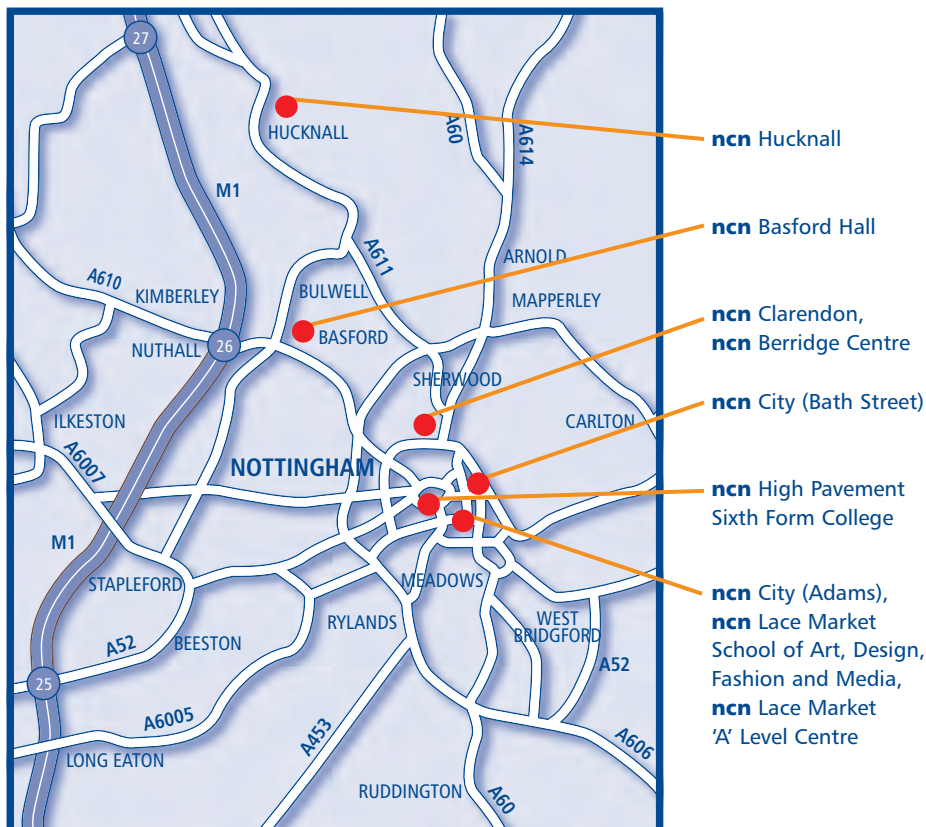 27
HUCKNALL
A60
A614
M1
A611
ARNOLD
A610
KIMBERLEY
BULWELL
MAPPERLEY
NUTHALL
26
BASFORD
SHERWOOD
ILKESTON
CARLTON
A6007
NOTTINGHAM
M1
STAPLEFORD
MEADOWS
RYLANDS
WEST
BRIDGFORD
A52
BEESTON
A52
25
A6005
A453
A606
LONG EATON
RUDDINGTON
A60
ncn Hucknall
ncn Basford Hall
ncn Clarendon,
ncn Berridge Centre
ncn City (Bath Street)
ncn High Pavement
Sixth Form College
ncn City (Adams),
ncn Lace Market
School of Art, Design,
Fashion and Media,
ncn Lace Market
'A' Level Centre